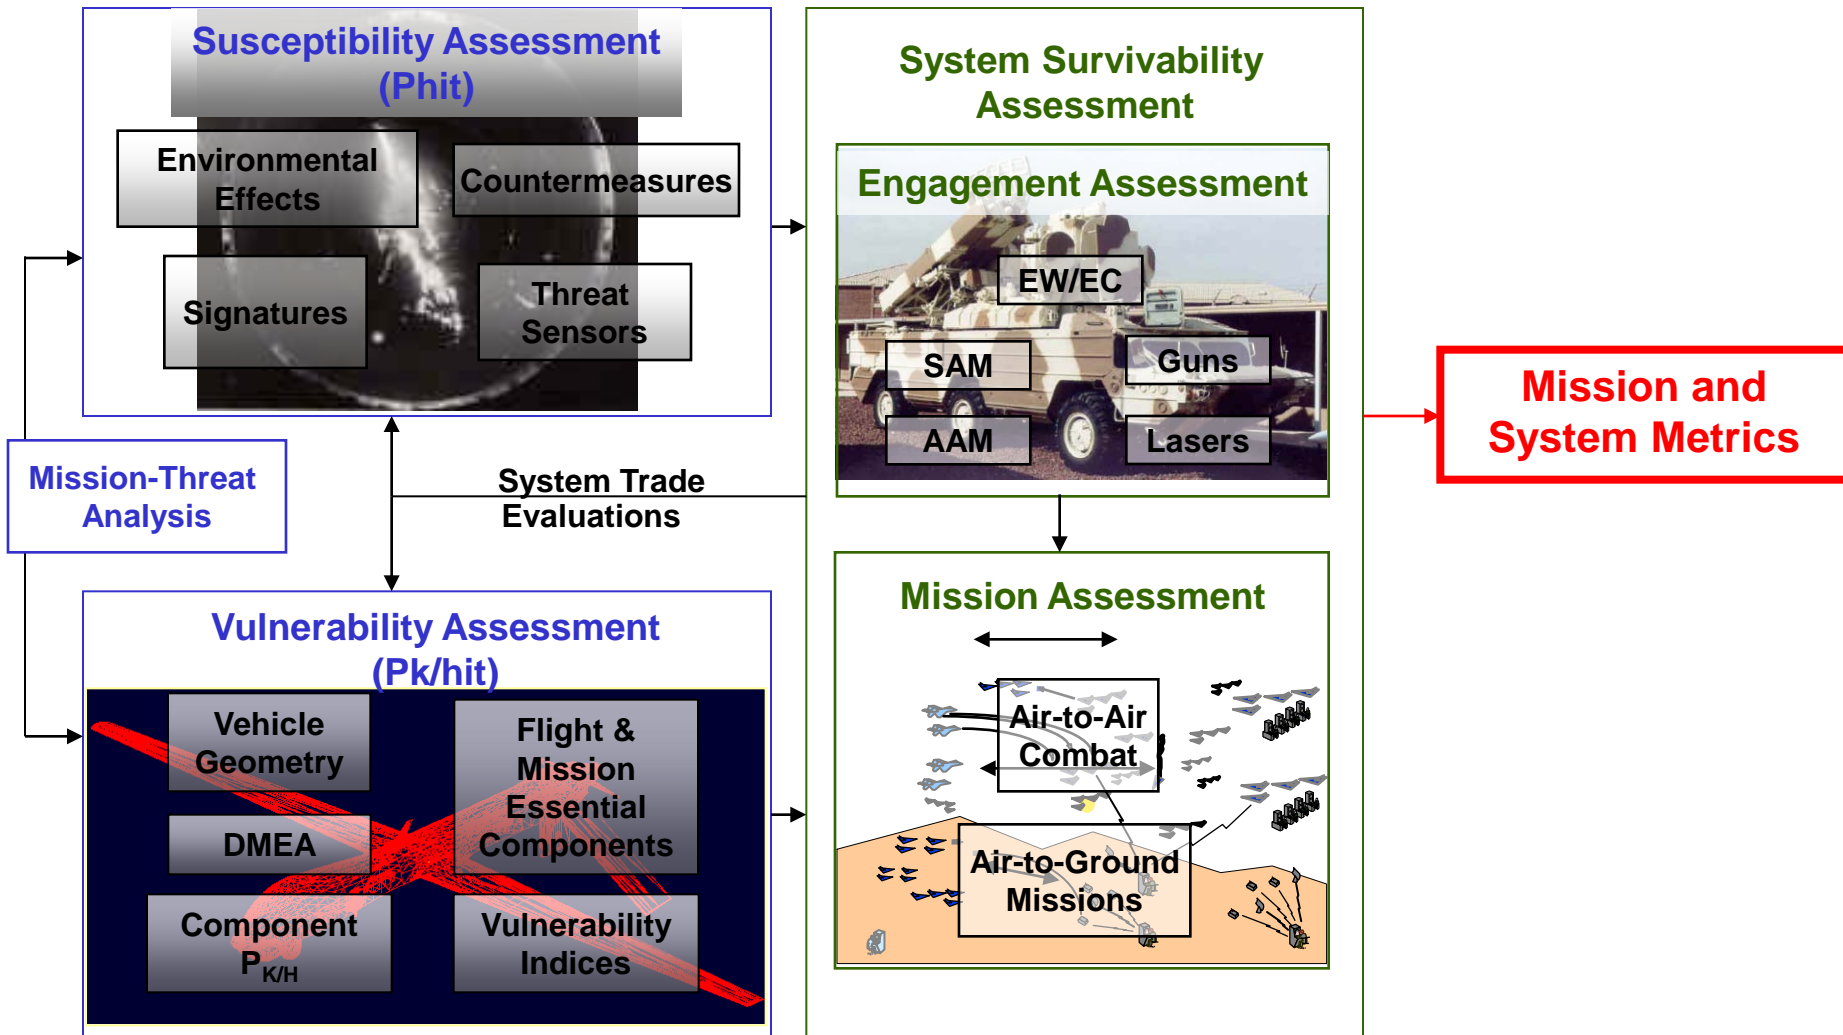 Susceptibility Assessment
(Phit)
Environmental
Effects
Countermeasures
Signatures
Threat
Sensors
Mission-Threat
Analysis
System Trade
Evaluations
Vulnerability Assessment
(Pk/hit)
Vehicle
Geometry
Flight &
Mission
Essential
Components
DMEA
Component
PK/H
Vulnerability
Indices
System Survivability
Assessment
Engagement Assessment
EW/EC
SAM
Guns
AAM
Lasers
Mission Assessment
Air-to-Air
Combat
Air-to-Ground
Missions
Mission and
System Metrics